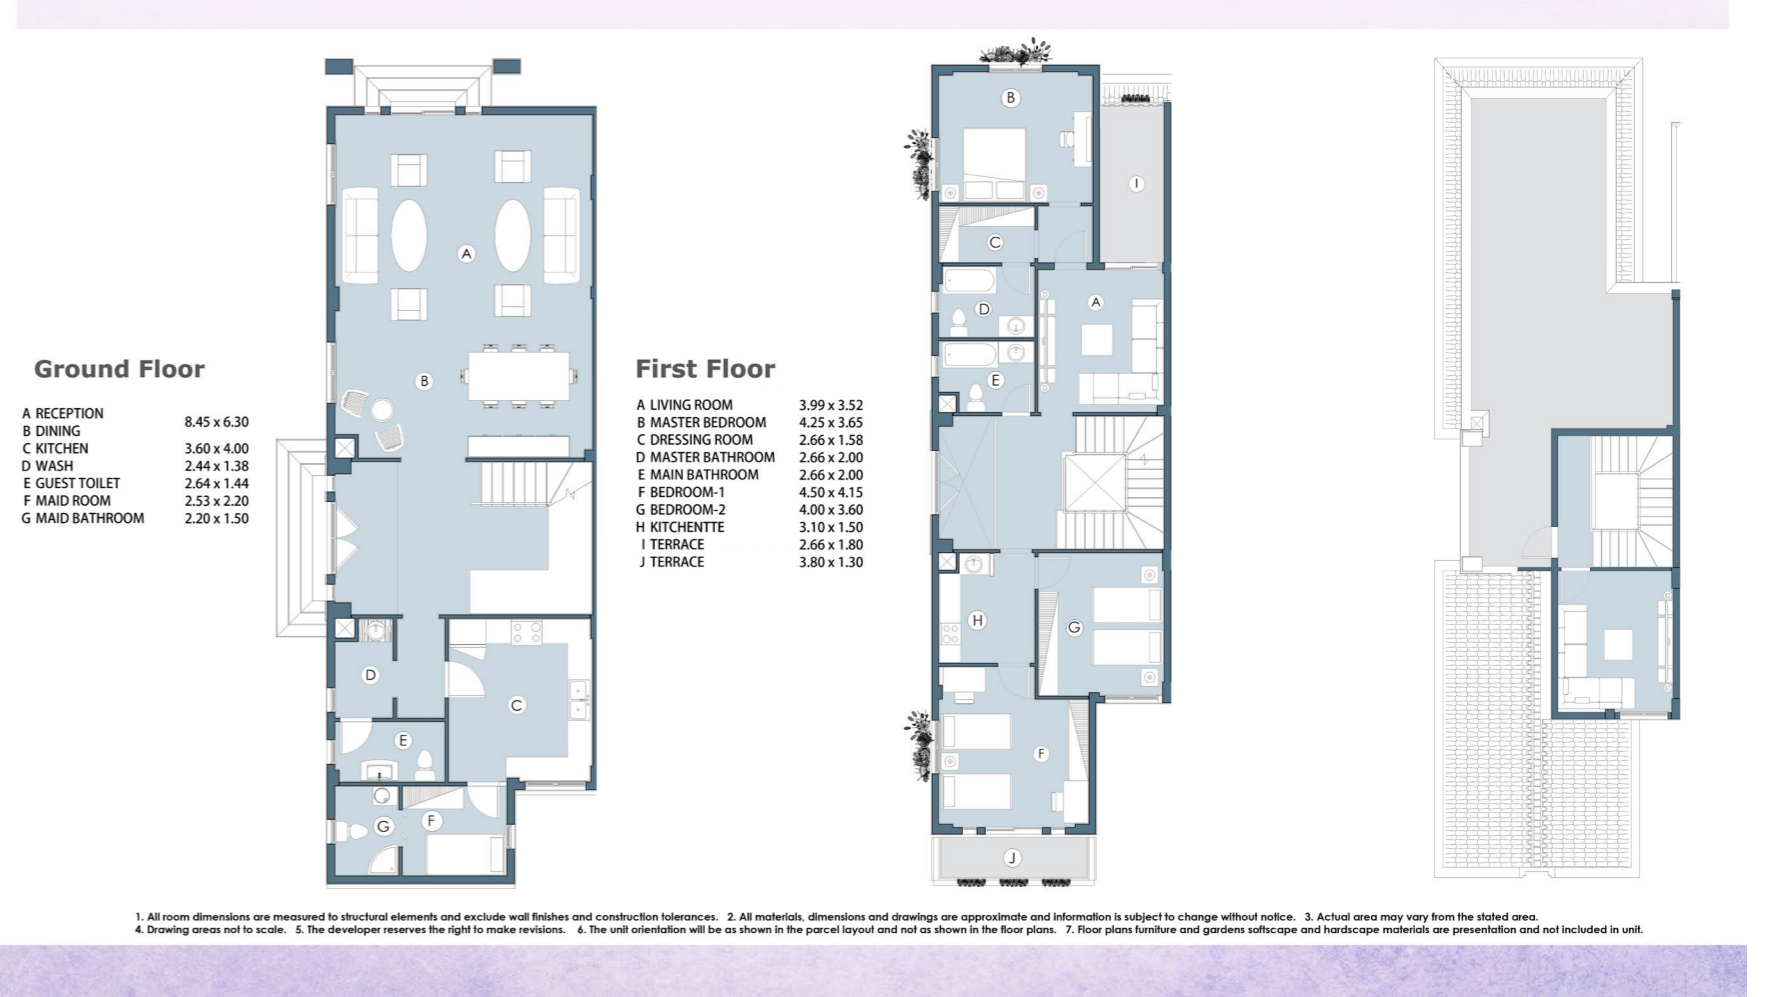 Ground Floor
A RECEPTION
8.45 x 6.30
B DINING
C KITCHEN 3.60 x 4.00
D WASH 2.44 x 1.38
E GUEST TOILET 2.64 x 1.44
F MAID ROOM 2.53 x 2.20
G MAID BATHROOM 2.20 x 1.50
A
B
D
C
E
G
F
First Floor
A LIVING ROOM 3.99 x 3.52
B MASTER BEDROOM 4.25 x 3.65
C DRESSING ROOM 2.66 x 1.58
D MASTER BATHROOM 2.66 x 2.00
E MAIN BATHROOM 2.66 x 2.00
F BEDROOM-1 4.50 x 4.15
G BEDROOM-2 4.00 x 3.60
H KITCHENTTE 3.10 x 1.50
I TERRACE 2.66 x 1.80
J TERRACE 3.80 x 1.30
B
I
C
A
D
E
H
G
F
J
1. All room dimensions are measured to structural elements and exclude wall finishes and construction tolerances. 2. All materials, dimensions and drawings are approximate and information is subject to change without notice. 3. Actual area may vary from the stated area.
4. Drawing areas not to scale. 5. The developer reserves the right to make revisions. 6. The unit orientation will be as shown in the parcel layout and not as shown in the floor plans. 7. Floor plans furniture and gardens softscape and hardscape materials are presentation and not included in unit.